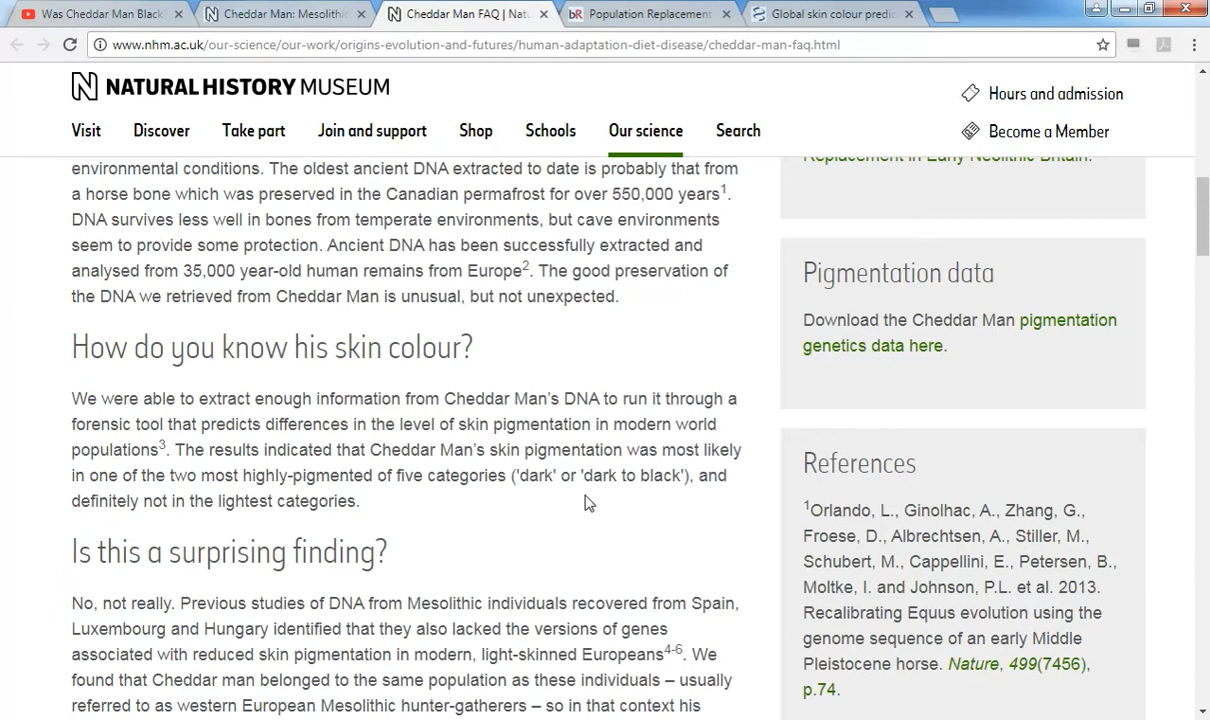 Was Cheddar Man Black
Cheddar Man: Mesolithic
Cheddar Man FAQ | Natu
bR Population Replacement
Global skin colour predic
www.nhm.ac.uk/our-science/our-work/origins-evolution-and-futures/human-adaptation-diet-disease/cheddar-man-faq.html
NATURAL HISTORY MUSEUM
Hours and admission
Become a Member
Visit Discover Take part Join and support Shop Schools Our science Search
environmental conditions. The oldest ancient DNA extracted to date is probably that from
a horse bone which was preserved in the Canadian permafrost for over 550,000 years1.
DNA survives less well in bones from temperate environments, but cave environments
seem to provide some protection. Ancient DNA has been successfully extracted and
analysed from 35,000 year-old human remains from Europe2. The good preservation of
the DNA we retrieved from Cheddar Man is unusual, but not unexpected.
How do you know his skin colour?
We were able to extract enough information from Cheddar Man's DNA to run it through a
forensic tool that predicts differences in the level of skin pigmentation in modern world
populations3. The results indicated that Cheddar Man's skin pigmentation was most likely
in one of the two most highly-pigmented of five categories ('dark' or 'dark to black'), and
definitely not in the lightest categories.
Is this a surprising finding?
No, not really. Previous studies of DNA from Mesolithic individuals recovered from Spain,
Luxembourg and Hungary identified that they also lacked the versions of genes
associated with reduced skin pigmentation in modern, light-skinned Europeans4-6. We
found that Cheddar man belonged to the same population as these individuals – usually
referred to as western European Mesolithic hunter-gatherers – so in that context his
Replacement in Early Neolithic Britain.
Pigmentation data
Download the Cheddar Man pigmentation
genetics data here.
References
1Orlando, L., Ginolhac, A., Zhang, G.,
Froese, D., Albrechtsen, A., Stiller, M.,
Schubert, M., Cappellini, E., Petersen, B.,
Moltke, I. and Johnson, P.L. et al. 2013.
Recalibrating Equus evolution using the
genome sequence of an early Middle
Pleistocene horse. Nature, 499(7456),
p.74.